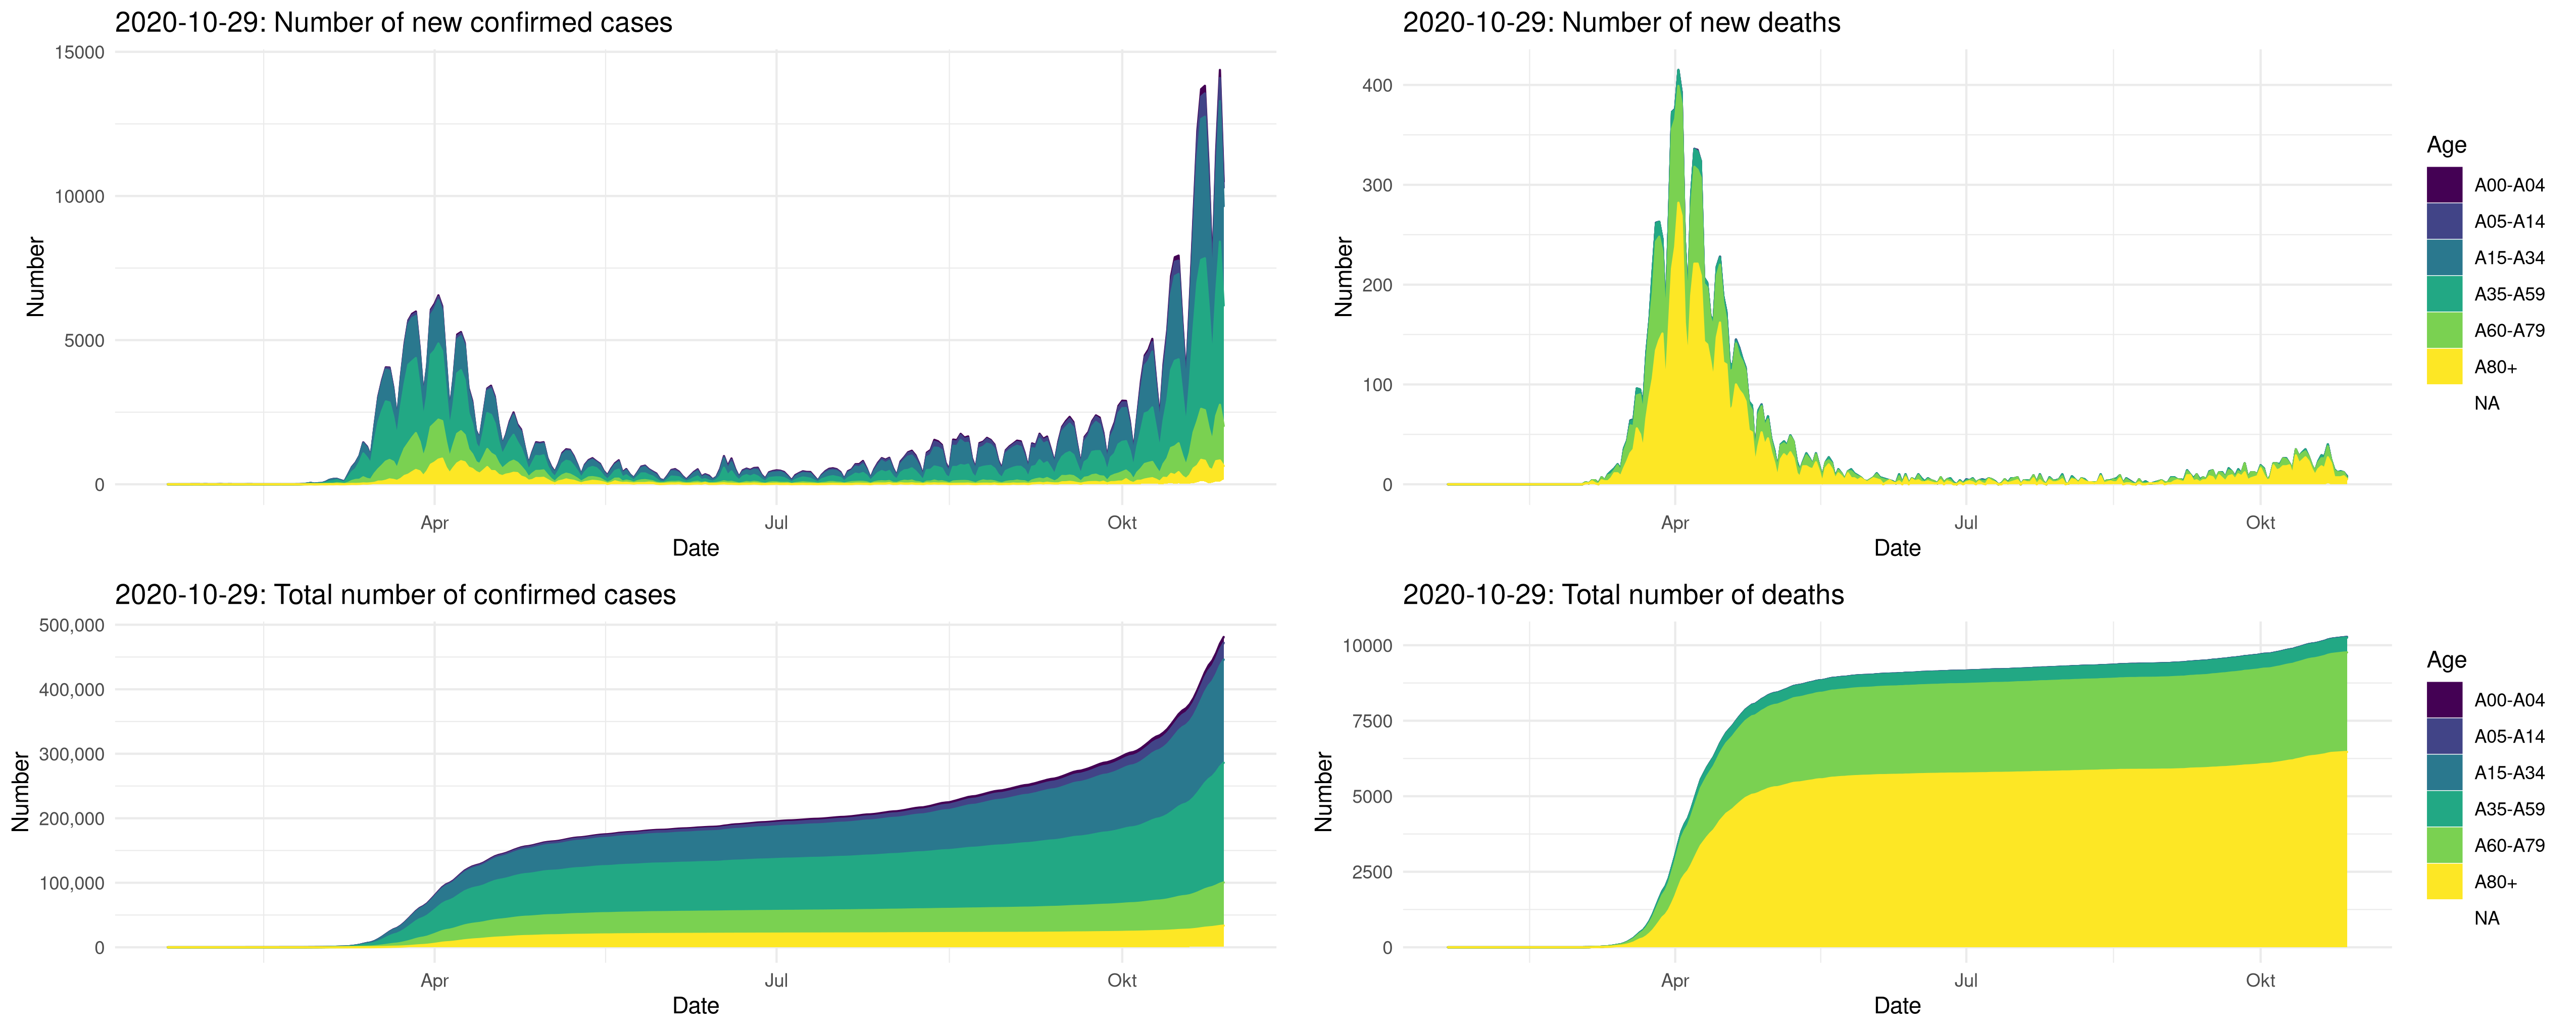 2020-10-29: Number of new confirmed cases
15000
10000
5000
0
Number
Apr
Jul
Okt
Date
2020-10-29: Number of new deaths
400
300
200
100
0
Number
Apr
Jul
Okt
Date
Age
A00-A04
A05-A14
A15-A34
A35-A59
A60-A79
A80+
NA
2020-10-29: Total number of confirmed cases
500,000
400,000
300,000
200,000
100,000
0
Number
Apr
Jul
Okt
Date
2020-10-29: Total number of deaths
10000
7500
5000
2500
0
Number
Apr
Jul
Okt
Date
Age
A00-A04
A05-A14
A15-A34
A35-A59
A60-A79
A80+
NA